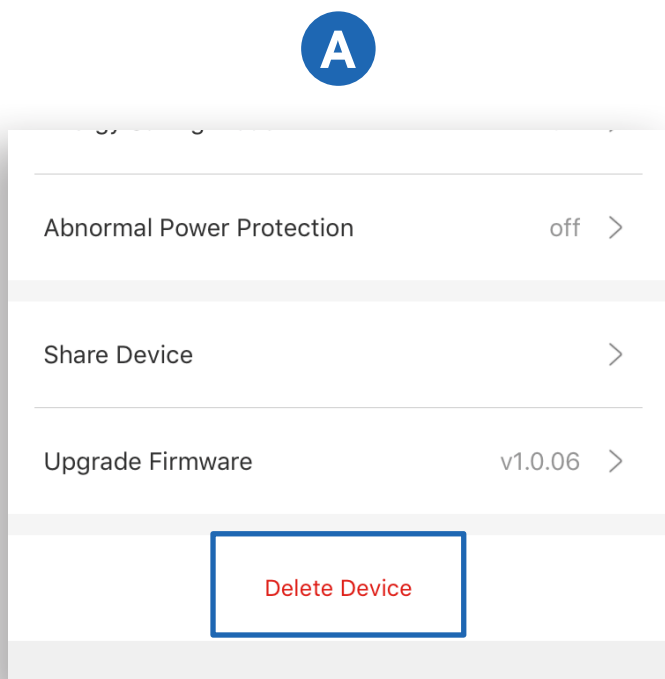 A
Abnormal Power Protection off
Share Device
Upgrade Firmware v1.0.06
Delete Device